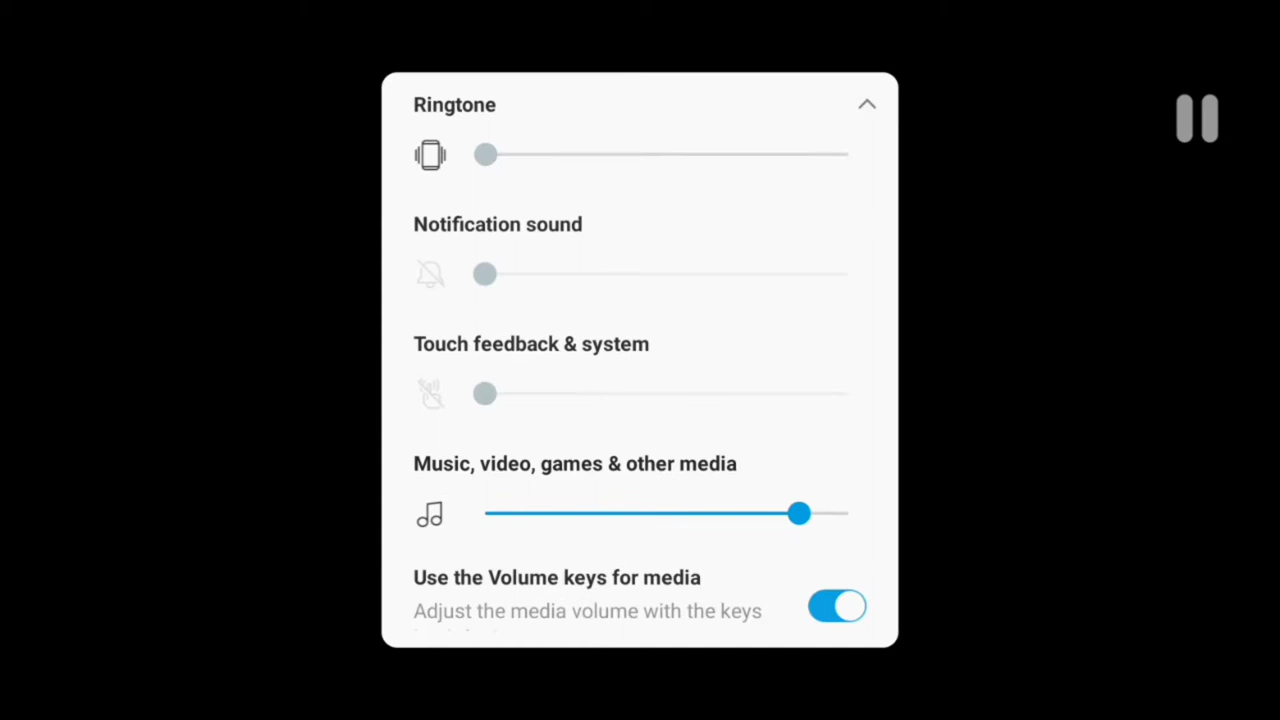 Ringtone
Notification sound
Touch feedback & system
Music, video, games & other media
Use the Volume keys for media
Adjust the media volume with the keys